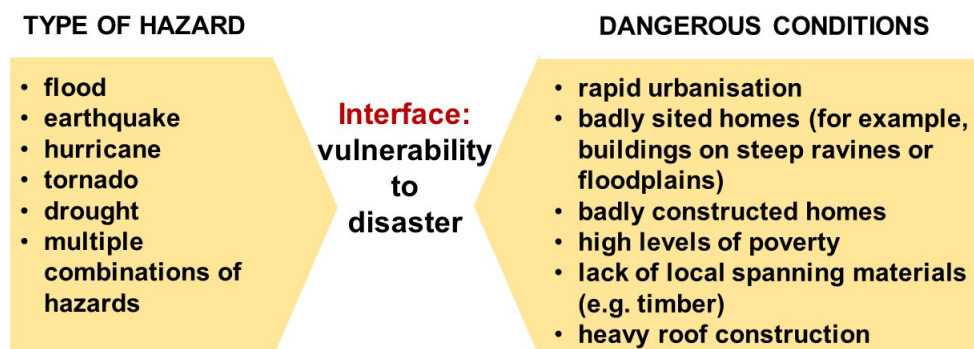 TYPE OF HAZARD
• flood
• earthquake
• hurricane
• tornado
• drought
• multiple
combinations of
hazards
Interface:
vulnerability
to
disaster
DANGEROUS CONDITIONS
• rapid urbanisation
• badly sited homes (for example,
buildings on steep ravines or
floodplains)
• badly constructed homes
• high levels of poverty
• lack of local spanning materials
(e.g. timber)
• heavy roof construction